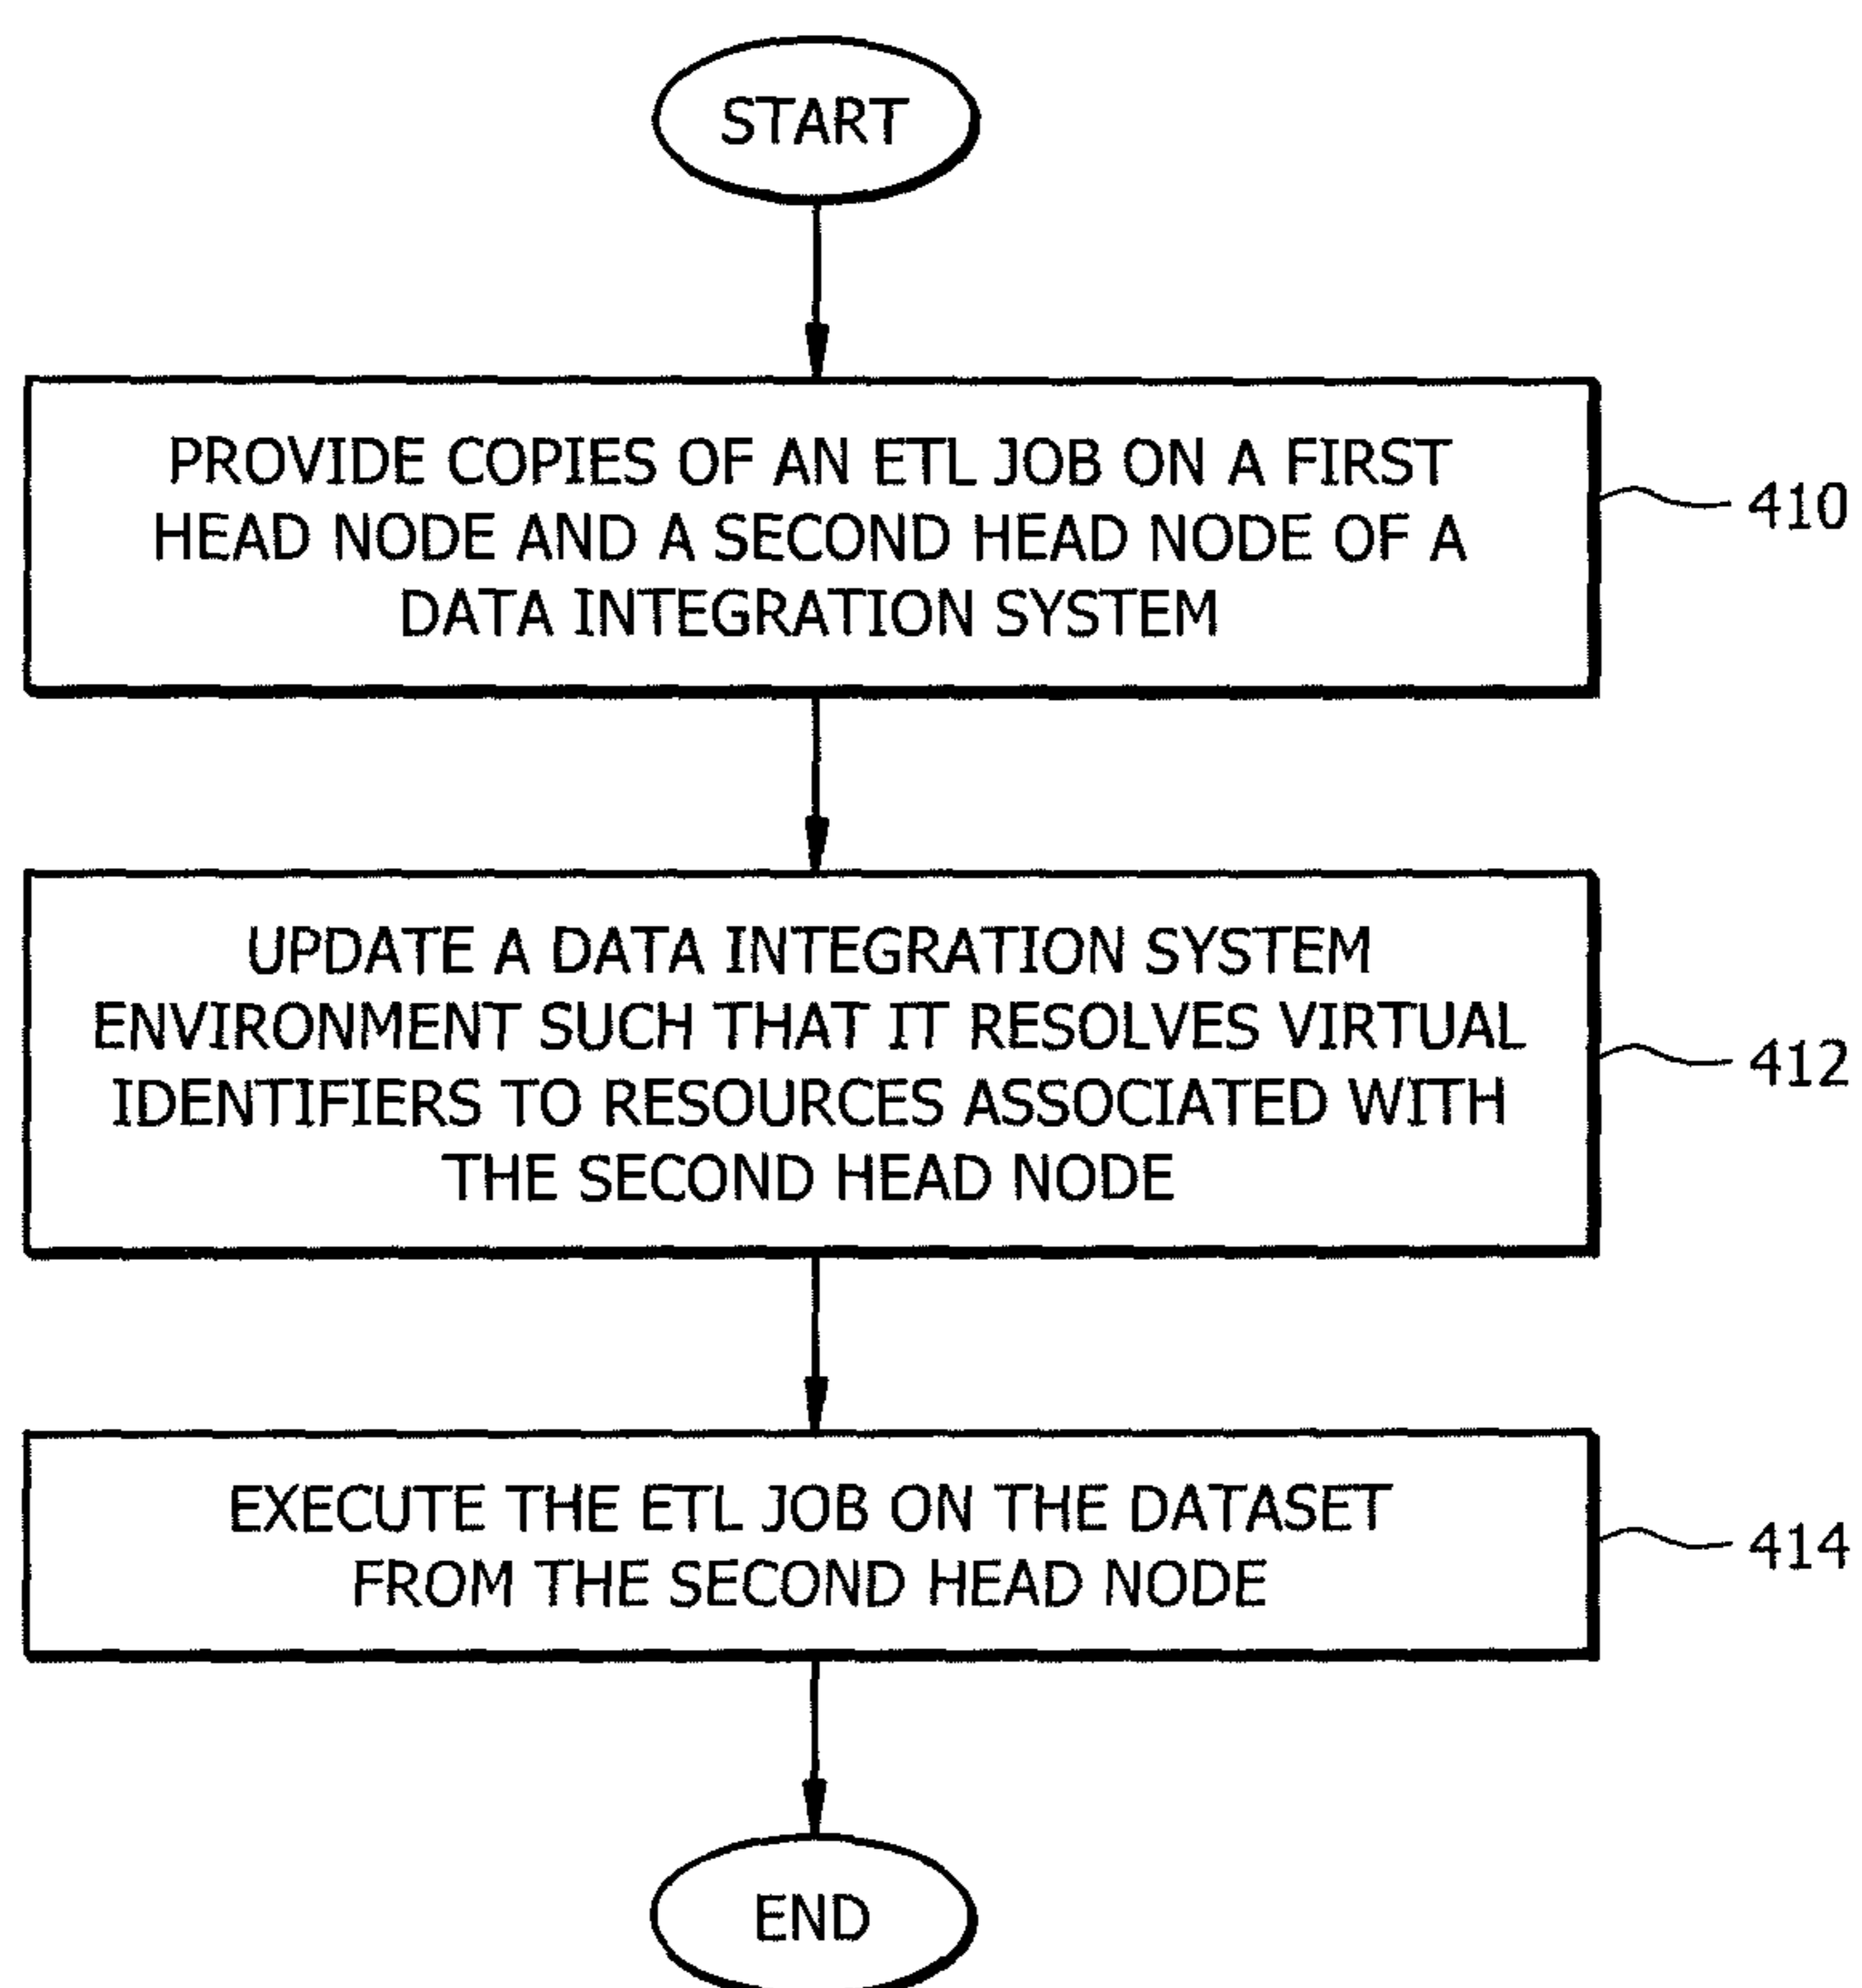 START
PROVIDE COPIES OF AN ETL JOB ON A FIRST
HEAD NODE AND A SECOND HEAD NODE OF A
DATA INTEGRATION SYSTEM
410
UPDATE A DATA INTEGRATION SYSTEM
ENVIRONMENT SUCH THAT IT RESOLVES VIRTUAL
IDENTIFIERS TO RESOURCES ASSOCIATED WITH
THE SECOND HEAD NODE
412
EXECUTE THE ETL JOB ON THE DATASET
FROM THE SECOND HEAD NODE
414
END